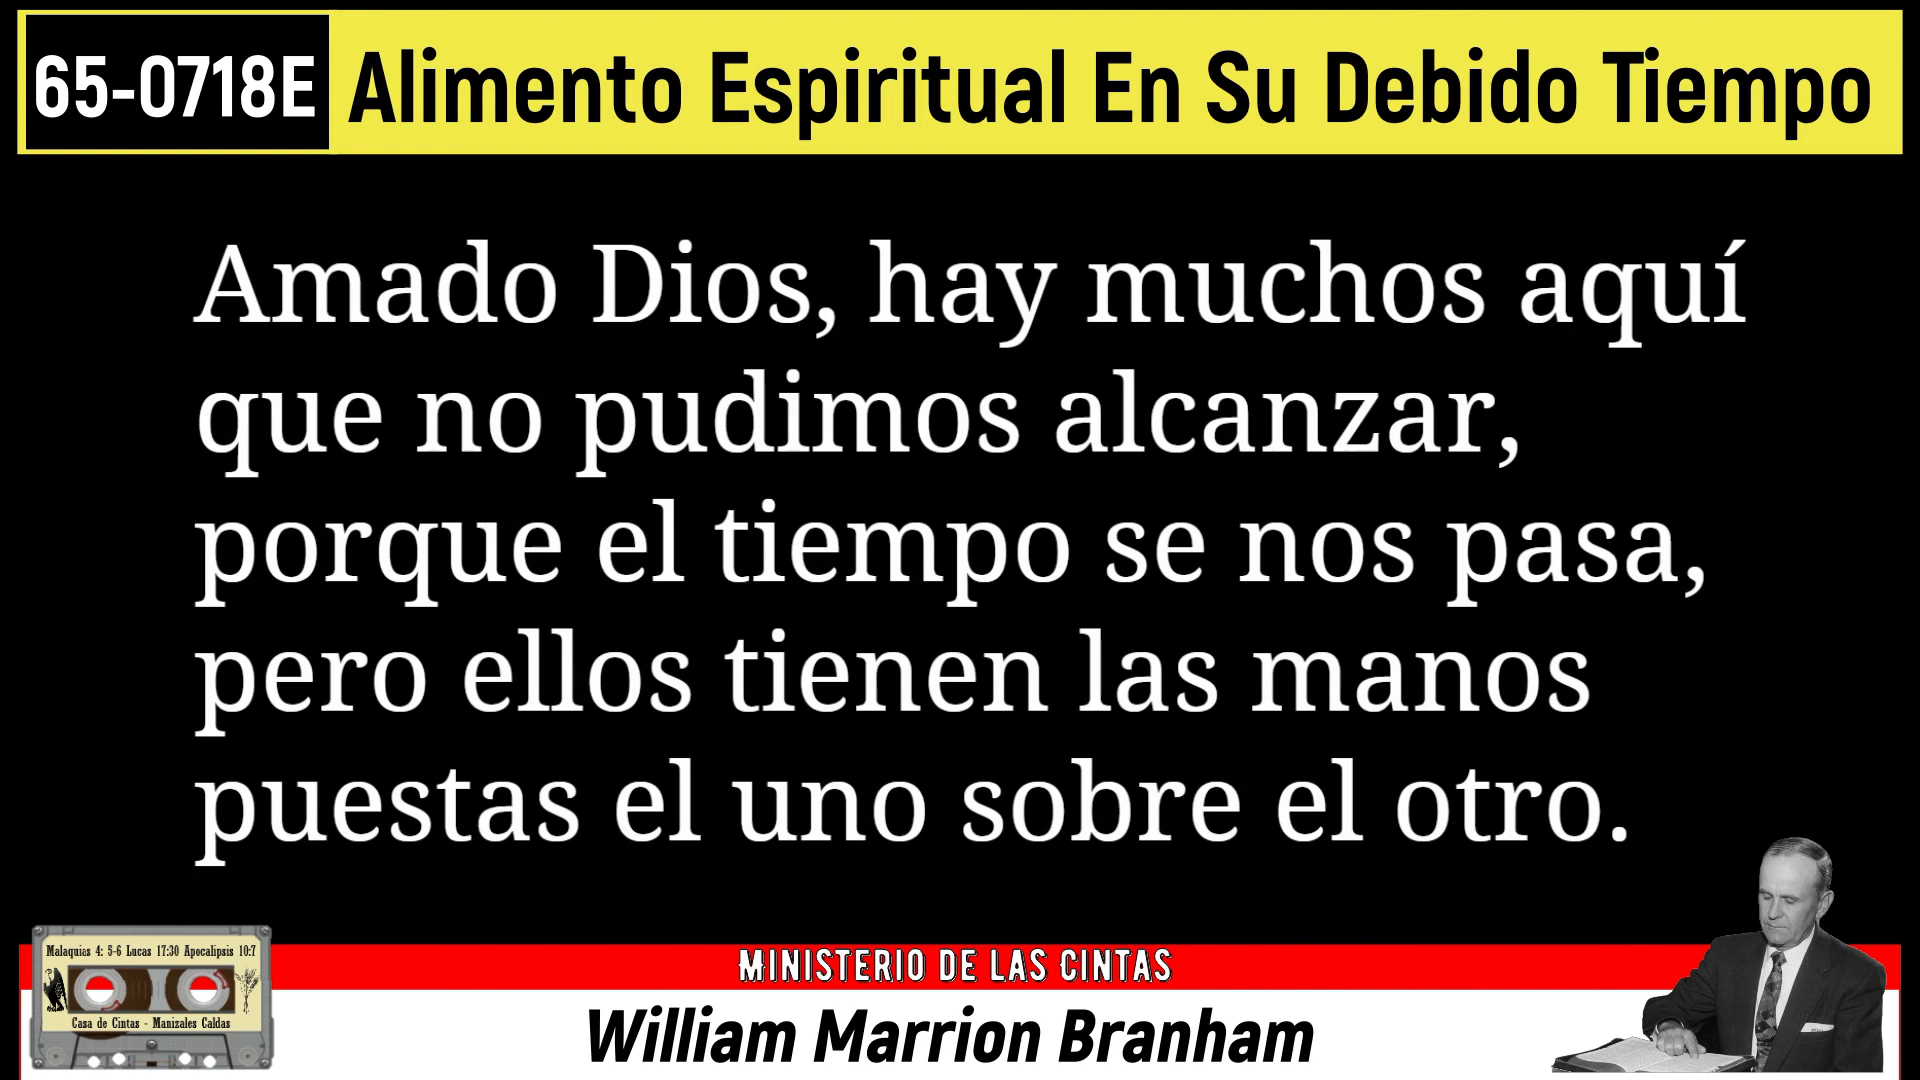 65-0718E Alimento Espiritual En Su Debido Tiempo
Amado Dios, hay muchos aquí
que no pudimos alcanzar,
porque el tiempo se nos pasa,
pero ellos tienen las manos
puestas el uno sobre el otro.
Malaquias 4: 5-6 Lucas 17:30 Apocalipsis 10:7
Casa de Cintas - Manizales Caldas
MINISTERIO DE LAS CINTAS
William Marrion Branham